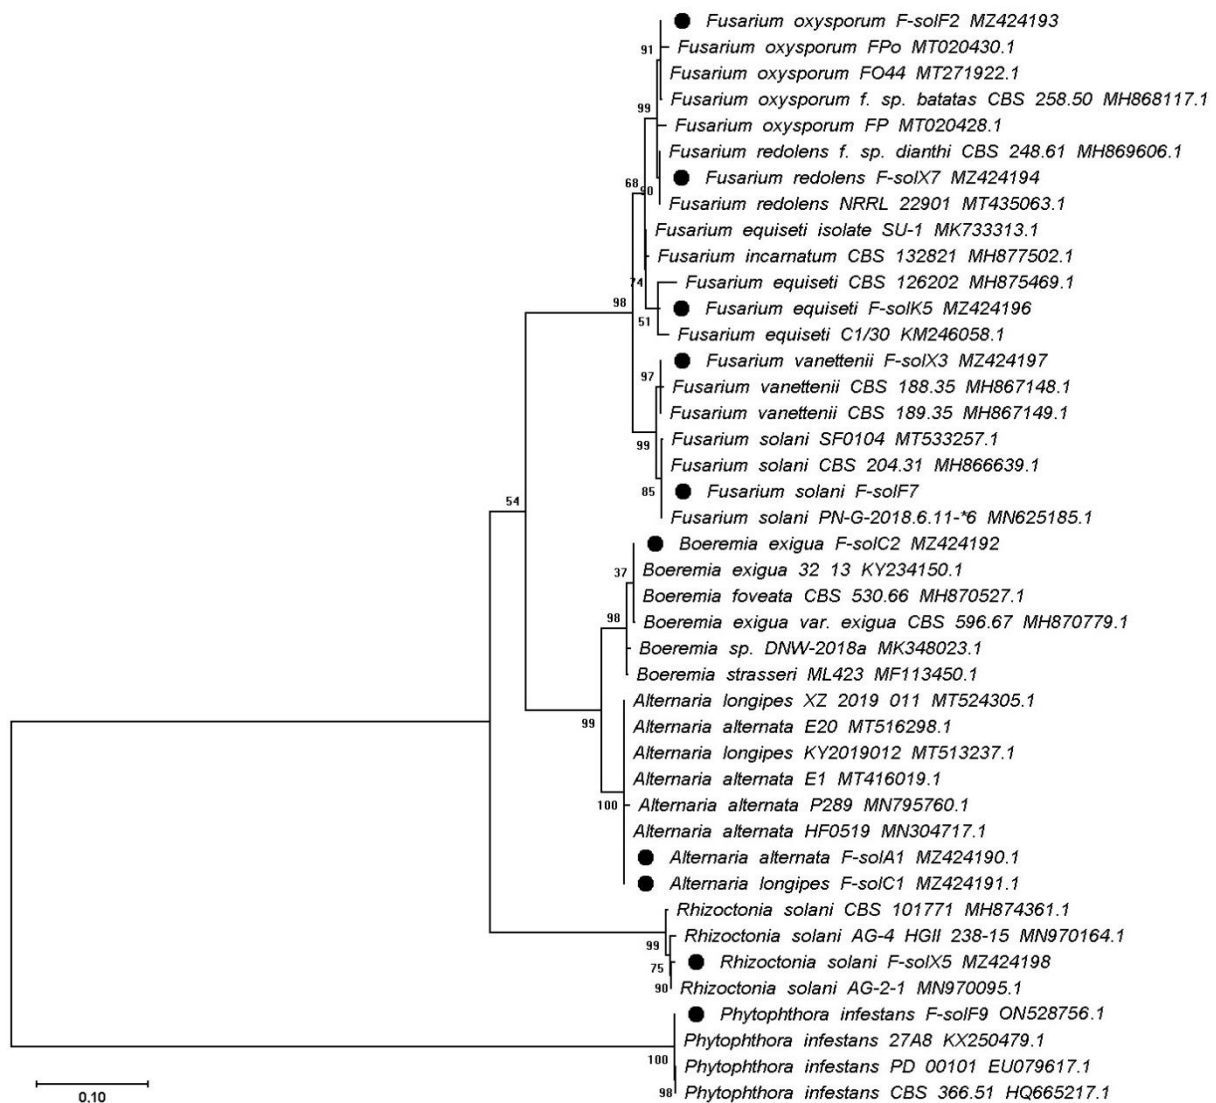 Fusarium oxysporum F-solF2 MZ424193
91
Fusarium oxysporum FPo MT020430.1
Fusarium oxysporum FO44 MT271922.1
Fusarium oxysporum f. sp. batatas CBS 258.50 MH868117.1
99
Fusarium oxysporum FP MT020428.1
Fusarium redolens f. sp. dianthi CBS 248.61 MH869606.1
Fusarium redolens F-solX7 MZ424194
68
90
Fusarium redolens NRRL 22901 MT435063.1
Fusarium equiseti isolate SU-1 MK733313.1
Fusarium incarnatum CBS 132821 MH877502.1
74
Fusarium equiseti CBS 126202 MH875469.1
98
Fusarium equiseti F-solK5 MZ424196
51
Fusarium equiseti C1/30 KM246058.1
Fusarium vanettenii F-solX3 MZ424197
97
Fusarium vanettenii CBS 188.35 MH867148.1
Fusarium vanettenii CBS 189.35 MH867149.1
99
Fusarium solani SF0104 MT533257.1
Fusarium solani CBS 204.31 MH866639.1
85
Fusarium solani F-solF7
54
Fusarium solani PN-G-2018.6.11-*6 MN625185.1
Boeremia exigua F-solC2 MZ424192
37
Boeremia exigua 32 13 KY234150.1
Boeremia foveata CBS 530.66 MH870527.1
98
Boeremia exigua var. exigua CBS 596.67 MH870779.1
Boeremia sp. DNW-2018a MK348023.1
Boeremia strasseri ML423 MF113450.1
Alternaria longipes XZ 2019 011 MT524305.1
99
Alternaria alternata E20 MT516298.1
Alternaria longipes KY2019012 MT513237.1
Alternaria alternata E1 MT416019.1
100
Alternaria alternata P289 MN795760.1
Alternaria alternata HF0519 MN304717.1
Alternaria alternata F-solA1 MZ424190.1
Alternaria longipes F-solC1 MZ424191.1
Rhizoctonia solani CBS 101771 MH874361.1
Rhizoctonia solani AG-4 HGII 238-15 MN970164.1
99
Rhizoctonia solani F-solX5 MZ424198
75
90
Rhizoctonia solani AG-2-1 MN970095.1
Phytophthora infestans F-solF9 ON528756.1
Phytophthora infestans 27A8 KX250479.1
100
Phytophthora infestans PD 00101 EU079617.1
98
Phytophthora infestans CBS 366.51 HQ665217.1
0.10